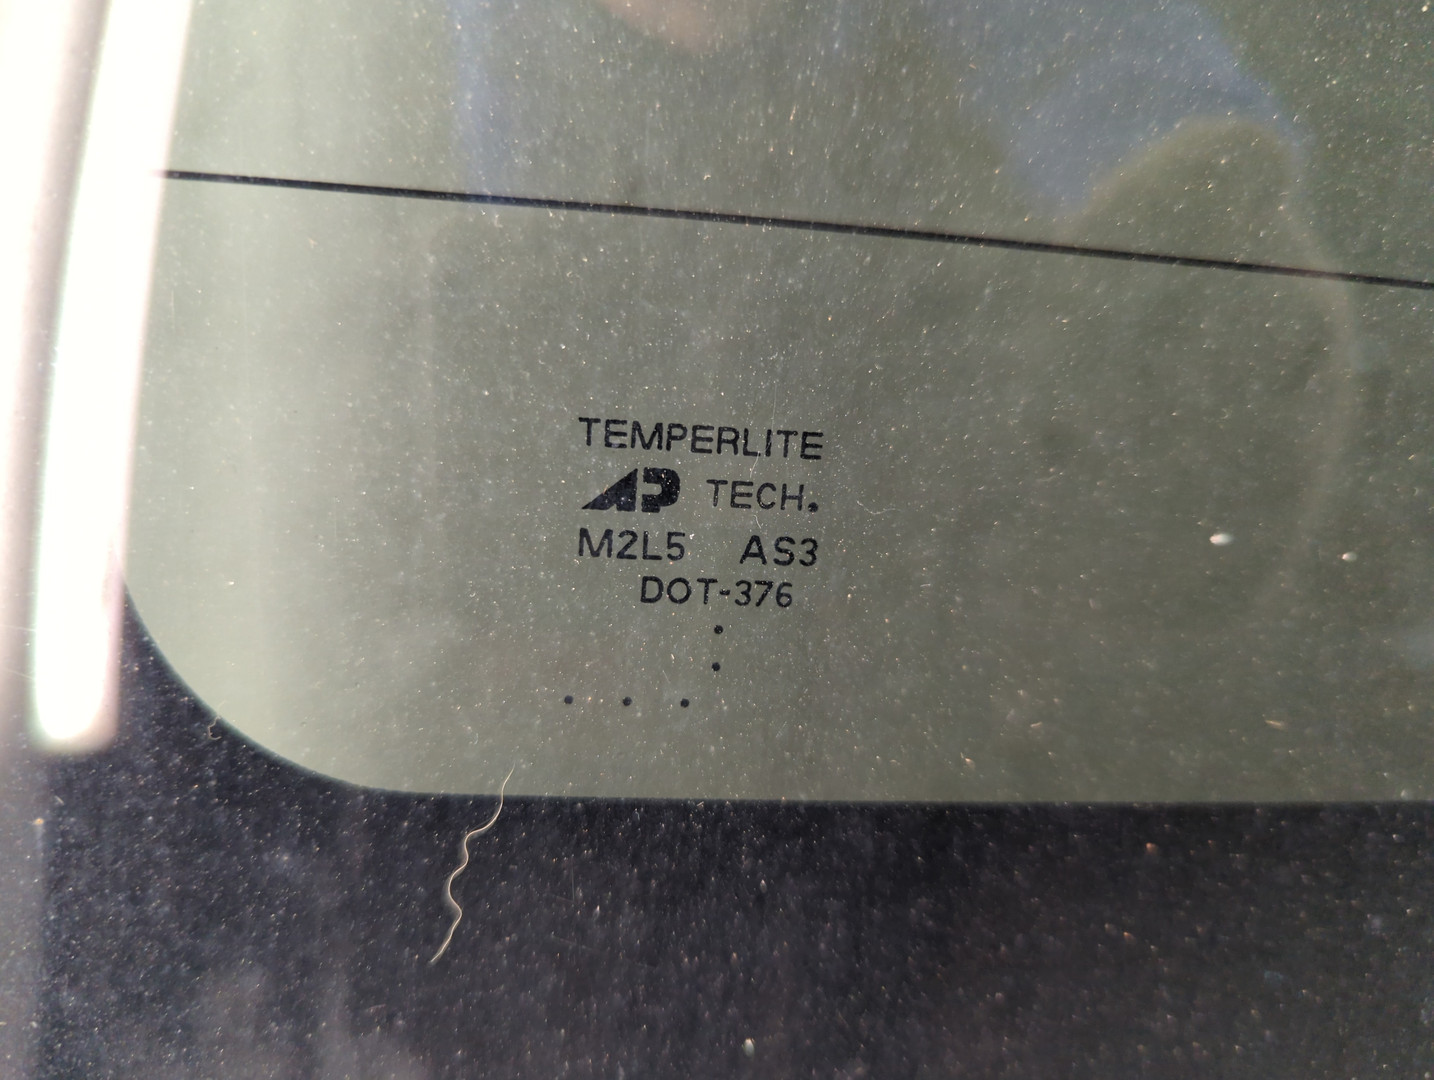 TEMPERLITE
AP TECH.
M2L5 AS3
DOT-376